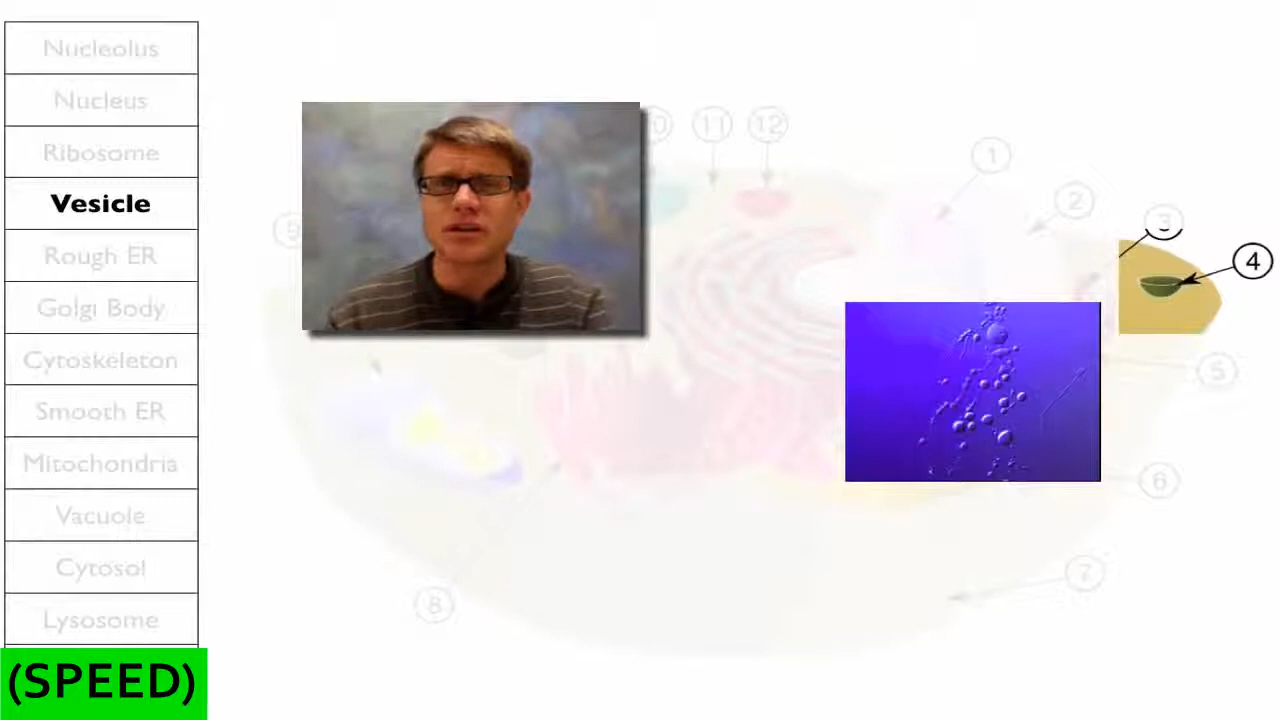 Nucleolus
Nucleus
Ribosome
Vesicle
Rough ER
Golgi Body
Cytoskeleton
Smooth ER
Mitochondria
Vacuole
Cytosol
Lysosome
(SPEED)
11
12
1
2
3
4
5
6
7
8